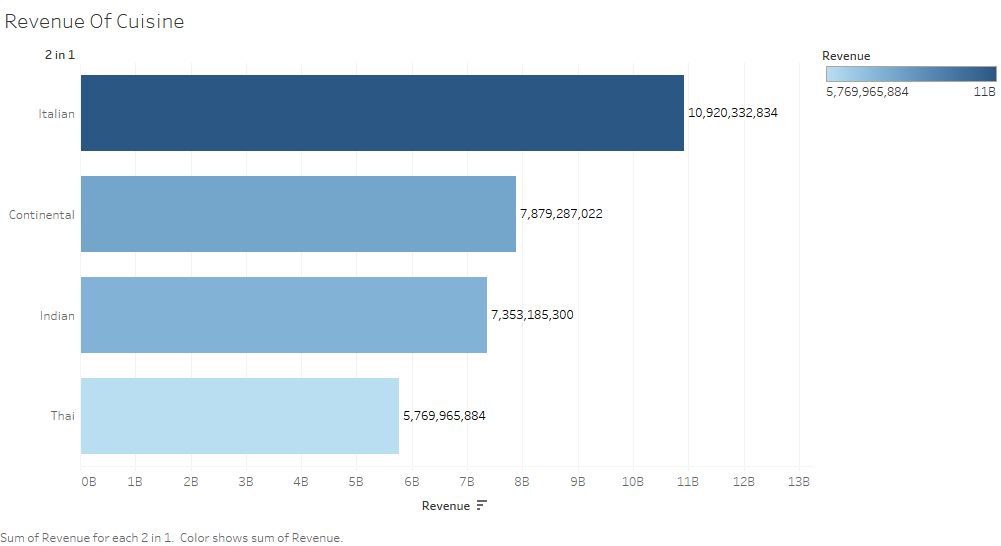 Revenue Of Cuisine
2 in 1
Revenue
5,769,965,884 11B
Italian 10,920,332,834
Continental 7,879,287,022
Indian 7,353,185,300
Thai 5,769,965,884
0B 1B 2B 3B 4B 5B 6B 7B 8B 9B 10B 11B 12B 13B
Revenue
Sum of Revenue for each 2 in 1. Color shows sum of Revenue.